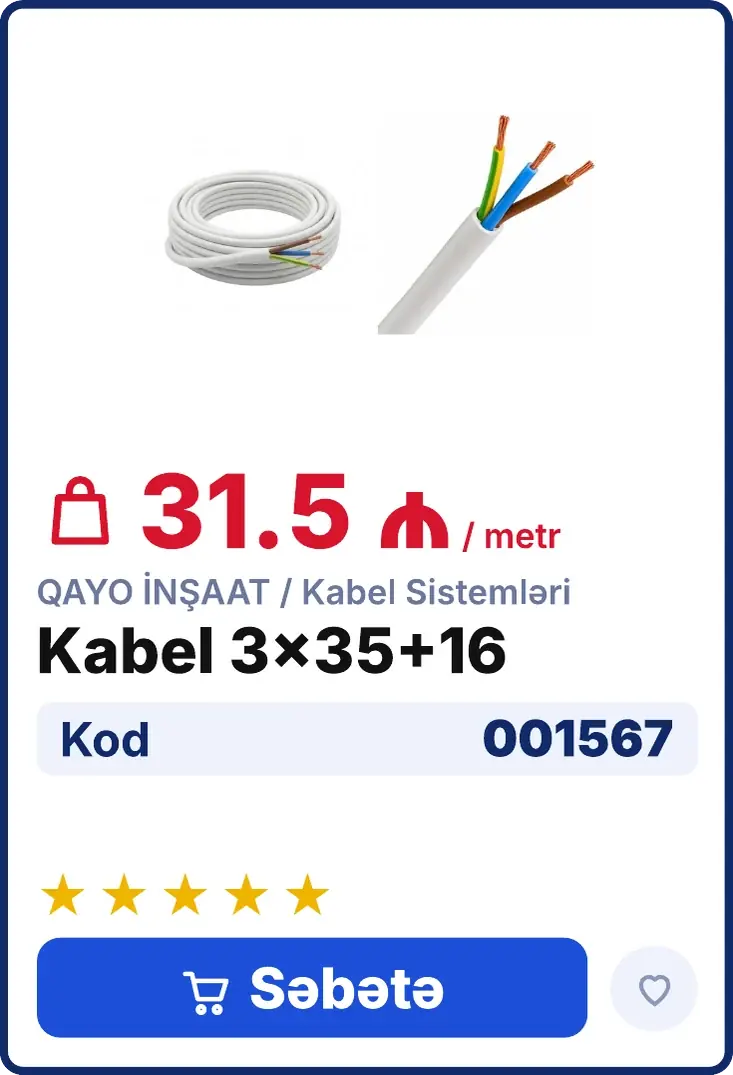 31.5 ₼ / metr
QAYO İNŞAAT / Kabel Sistemləri
Kabel 3×35+16
Kod 001567
Səbətə